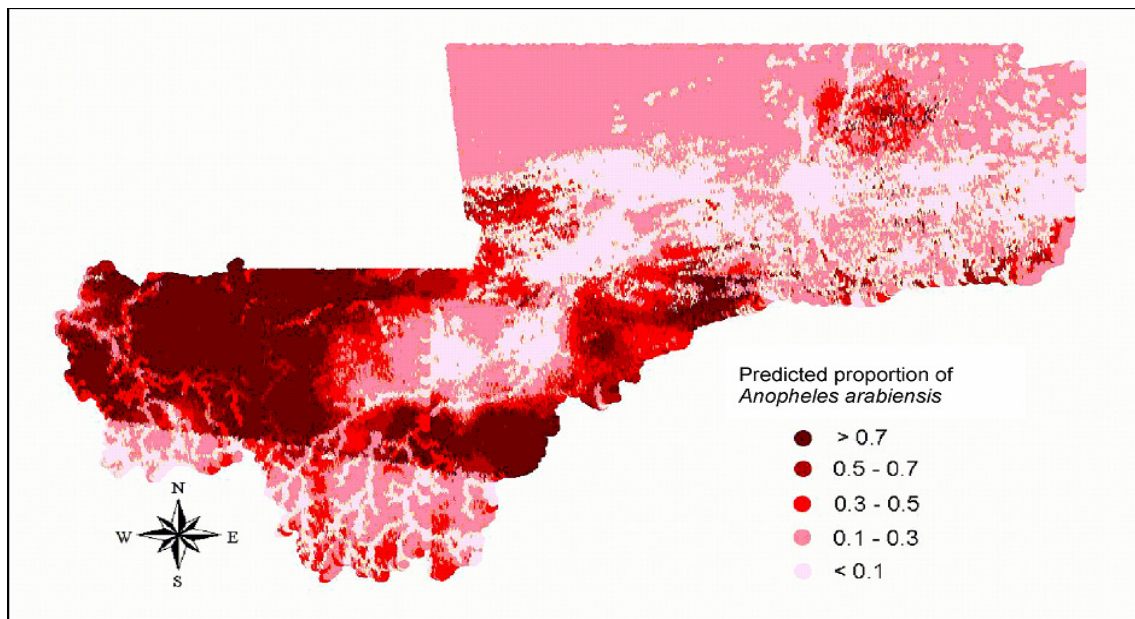 Predicted proportion of
Anopheles arabiensis
> 0.7
0.5 - 0.7
0.3 - 0.5
0.1 - 0.3
< 0.1
N
W E
S